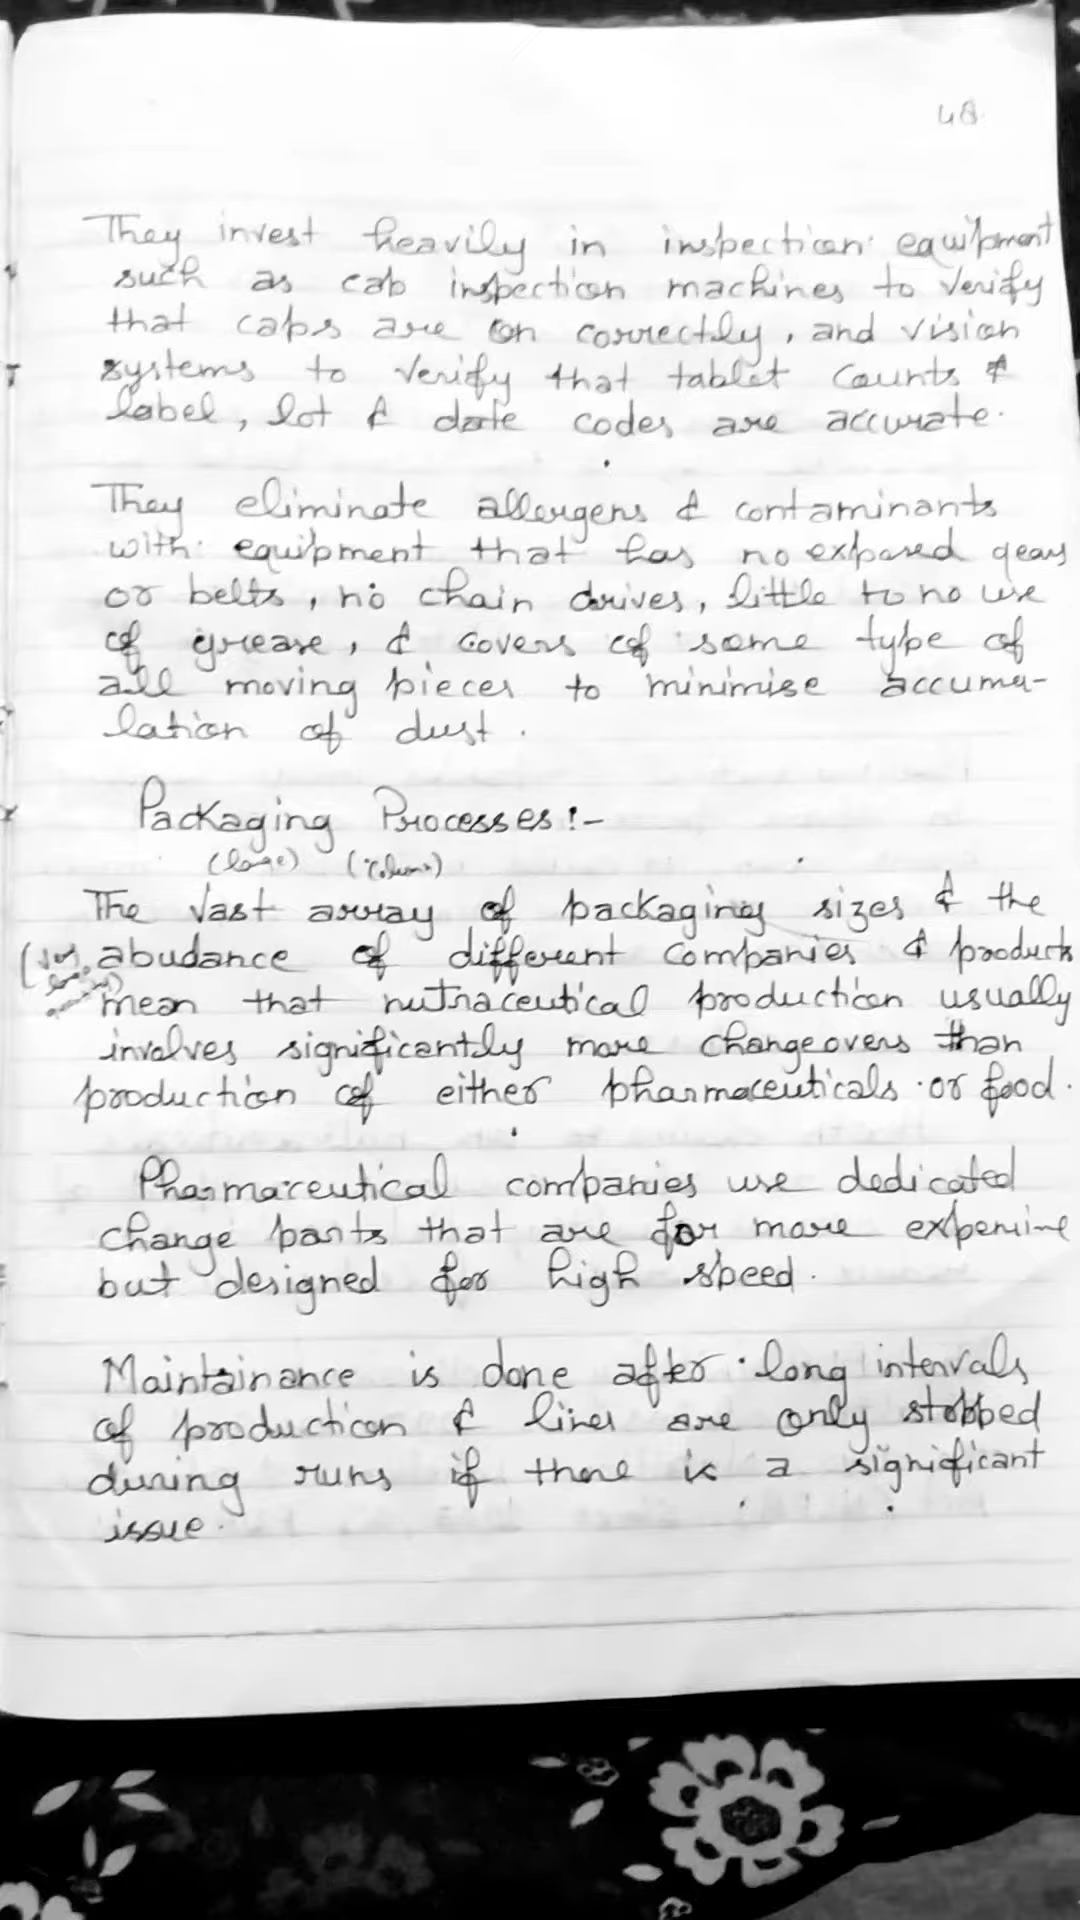 48
They invest heavily in inspection equipment
such as cap inspection machines to verify
that caps are on correctly, and vision
systems to verify that tablet counts &
label, lot & date codes are accurate.
They eliminate allergens & contaminants
with equipment that has no exposed gears
or belts, no chain drives, little to no use
of grease, & covers of some type of
all moving pieces to minimise accumu-
lation of dust.
Packaging Processes :-
(large) (column)
The vast array of packaging sizes & the
abudance of different companies & products
mean that nutraceutical production usually
involves significantly more changeovers than
production of either pharmaceuticals or food.
Pharmaceutical companies use dedicated
change parts that are far more expensive
but designed for high speed.
Maintainance is done after long intervals
of production & lines are only stopped
during runs if there is a significant
issue.